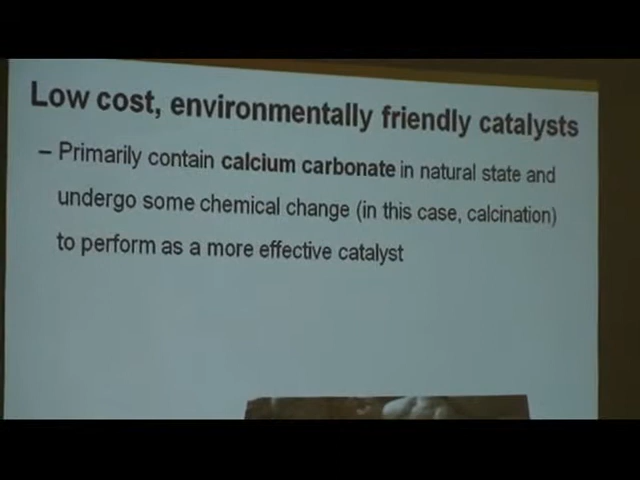 Low cost, environmentally friendly catalysts
– Primarily contain calcium carbonate in natural state and
undergo some chemical change (in this case, calcination)
to perform as a more effective catalyst